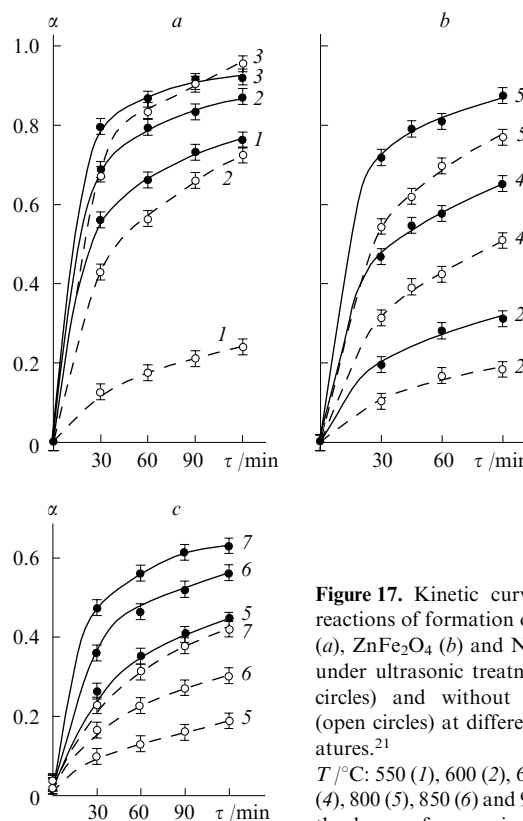 α a
1.0
0.8
0.6
0.4
0.2
0
30 60 90 τ /min
3
3
2
1
2
1
b
30 60 τ /min
5
5
4
4
2
2
α c
0.6
0.4
0.2
0
30 60 90 τ /min
7
6
5
7
6
5
Figure 17. Kinetic curv
reactions of formation o
(a), ZnFe₂O₄ (b) and N
under ultrasonic treatm
circles) and without
(open circles) at differe
atures.²¹
T /°C: 550 (1), 600 (2), 6
(4), 800 (5), 850 (6) and 9